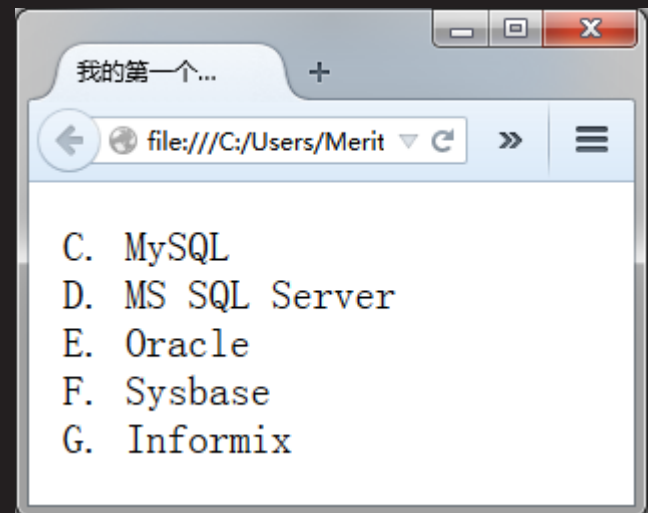 我的第一个...
file:///C:/Users/Merit
C. MySQL
D. MS SQL Server
E. Oracle
F. Sysbase
G. Informix